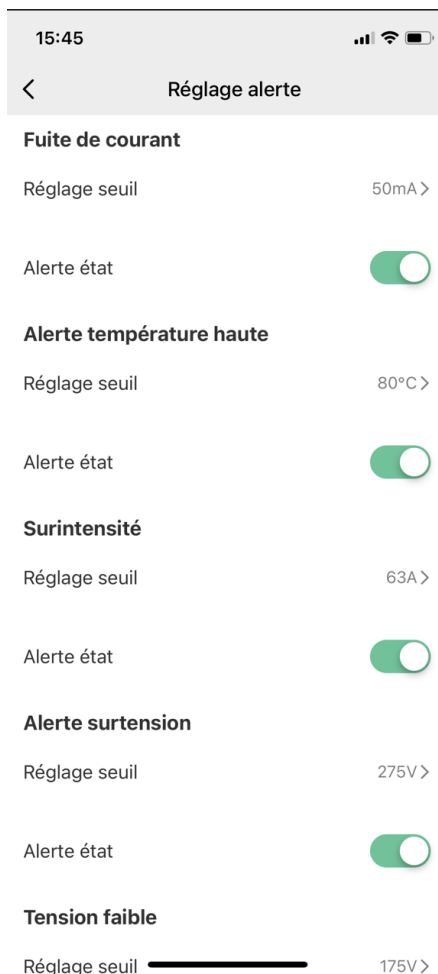 15:45
Réglage alerte
Fuite de courant
Réglage seuil 50mA
Alerte état
Alerte température haute
Réglage seuil 80°C
Alerte état
Surintensité
Réglage seuil 63A
Alerte état
Alerte surtension
Réglage seuil 275V
Alerte état
Tension faible
Réglage seuil 175V